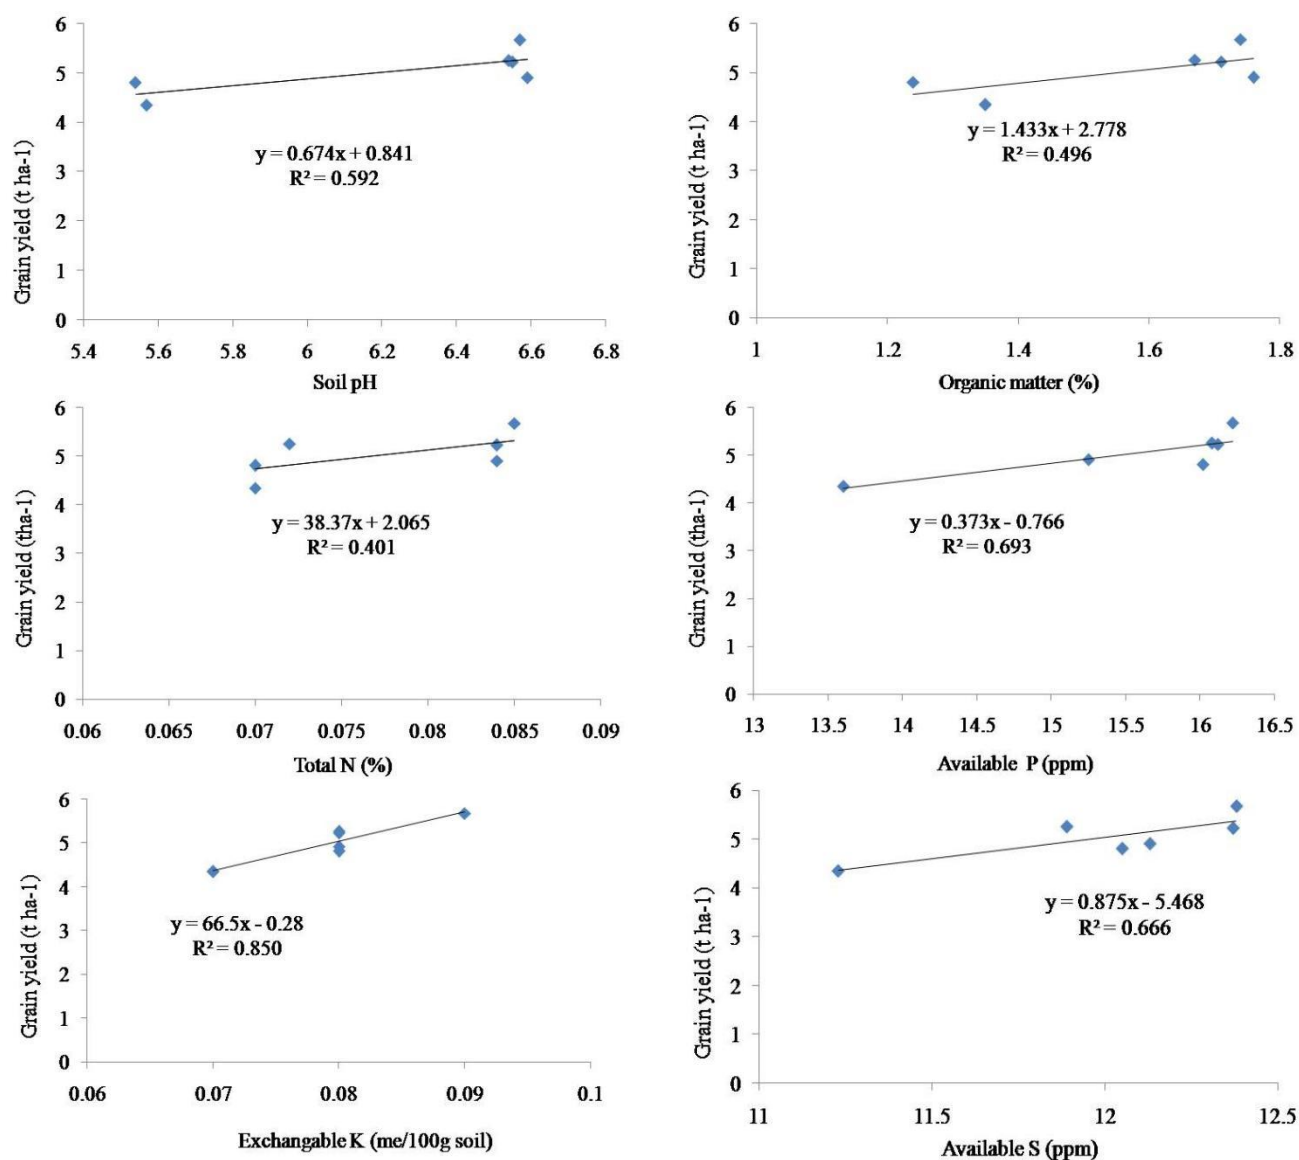 6
5
4
3
2
1
0
Grain yield (t ha-1)
y = 0.674x + 0.841
R² = 0.592
5.4 5.6 5.8 6 6.2 6.4 6.6 6.8
Soil pH
6
5
4
3
2
1
0
Grain yield (t ha-1)
y = 1.433x + 2.778
R² = 0.496
1 1.2 1.4 1.6 1.8
Organic matter (%)
6
5
4
3
2
1
0
Grain yield (tha-1)
y = 38.37x + 2.065
R² = 0.401
0.06 0.065 0.07 0.075 0.08 0.085 0.09
Total N (%)
6
5
4
3
2
1
0
Grain yield (tha-1)
y = 0.373x - 0.766
R² = 0.693
13 13.5 14 14.5 15 15.5 16 16.5
Available P (ppm)
6
5
4
3
2
1
0
Grain yield (t ha-1)
y = 66.5x - 0.28
R² = 0.850
0.06 0.07 0.08 0.09 0.1
Exchangable K (me/100g soil)
6
5
4
3
2
1
0
Grain yield (t ha-1)
y = 0.875x - 5.468
R² = 0.666
11 11.5 12 12.5
Available S (ppm)